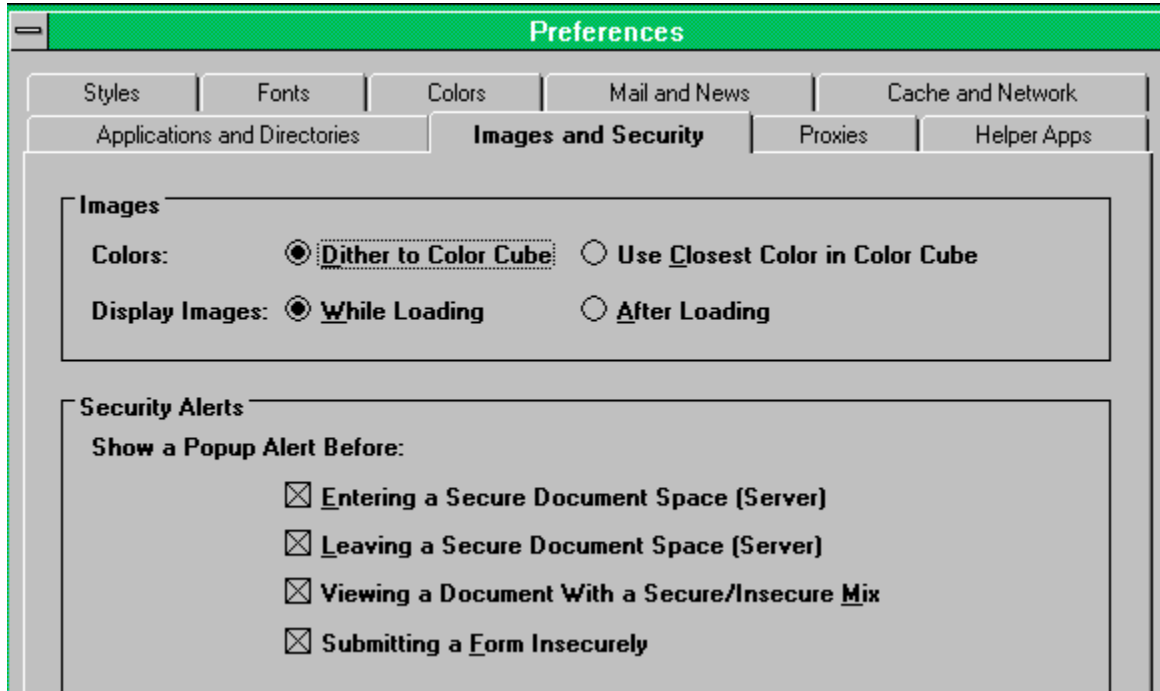 Preferences
Styles Fonts Colors Mail and News Cache and Network
Applications and Directories Images and Security Proxies Helper Apps
Images
Colors: Dither to Color Cube Use Closest Color in Color Cube
Display Images: While Loading After Loading
Security Alerts
Show a Popup Alert Before:
Entering a Secure Document Space (Server)
Leaving a Secure Document Space (Server)
Viewing a Document With a Secure/Insecure Mix
Submitting a Form Insecurely